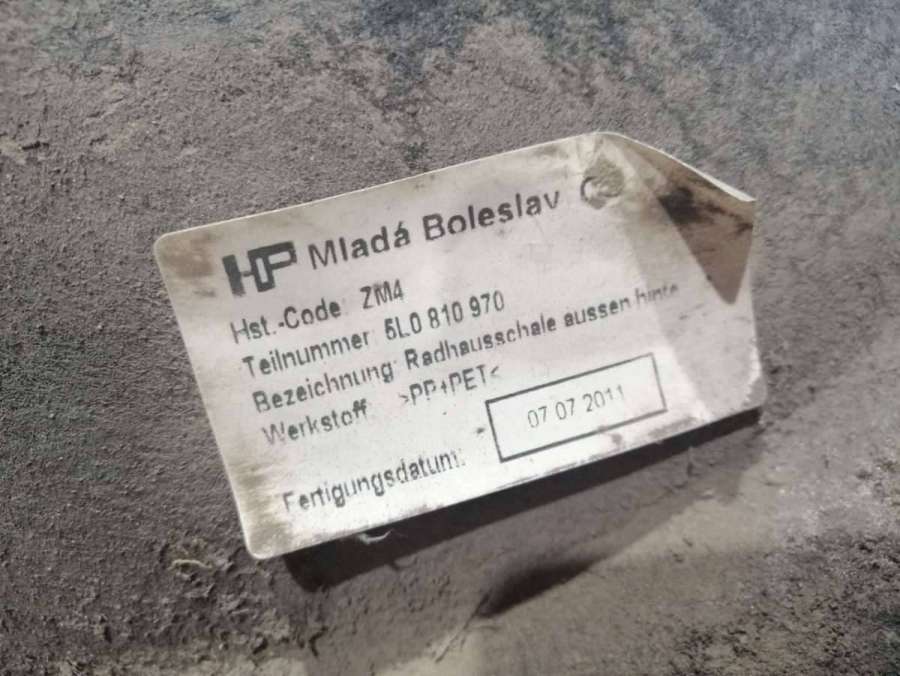 HP Mladá Boleslav
Hst.-Code: ZM4
Teilnummer: 5L0 810 970
Bezeichnung: Radhausschale aussen hinte
Werkstoff: >PP+PET<
Fertigungsdatum: 07 07 2011